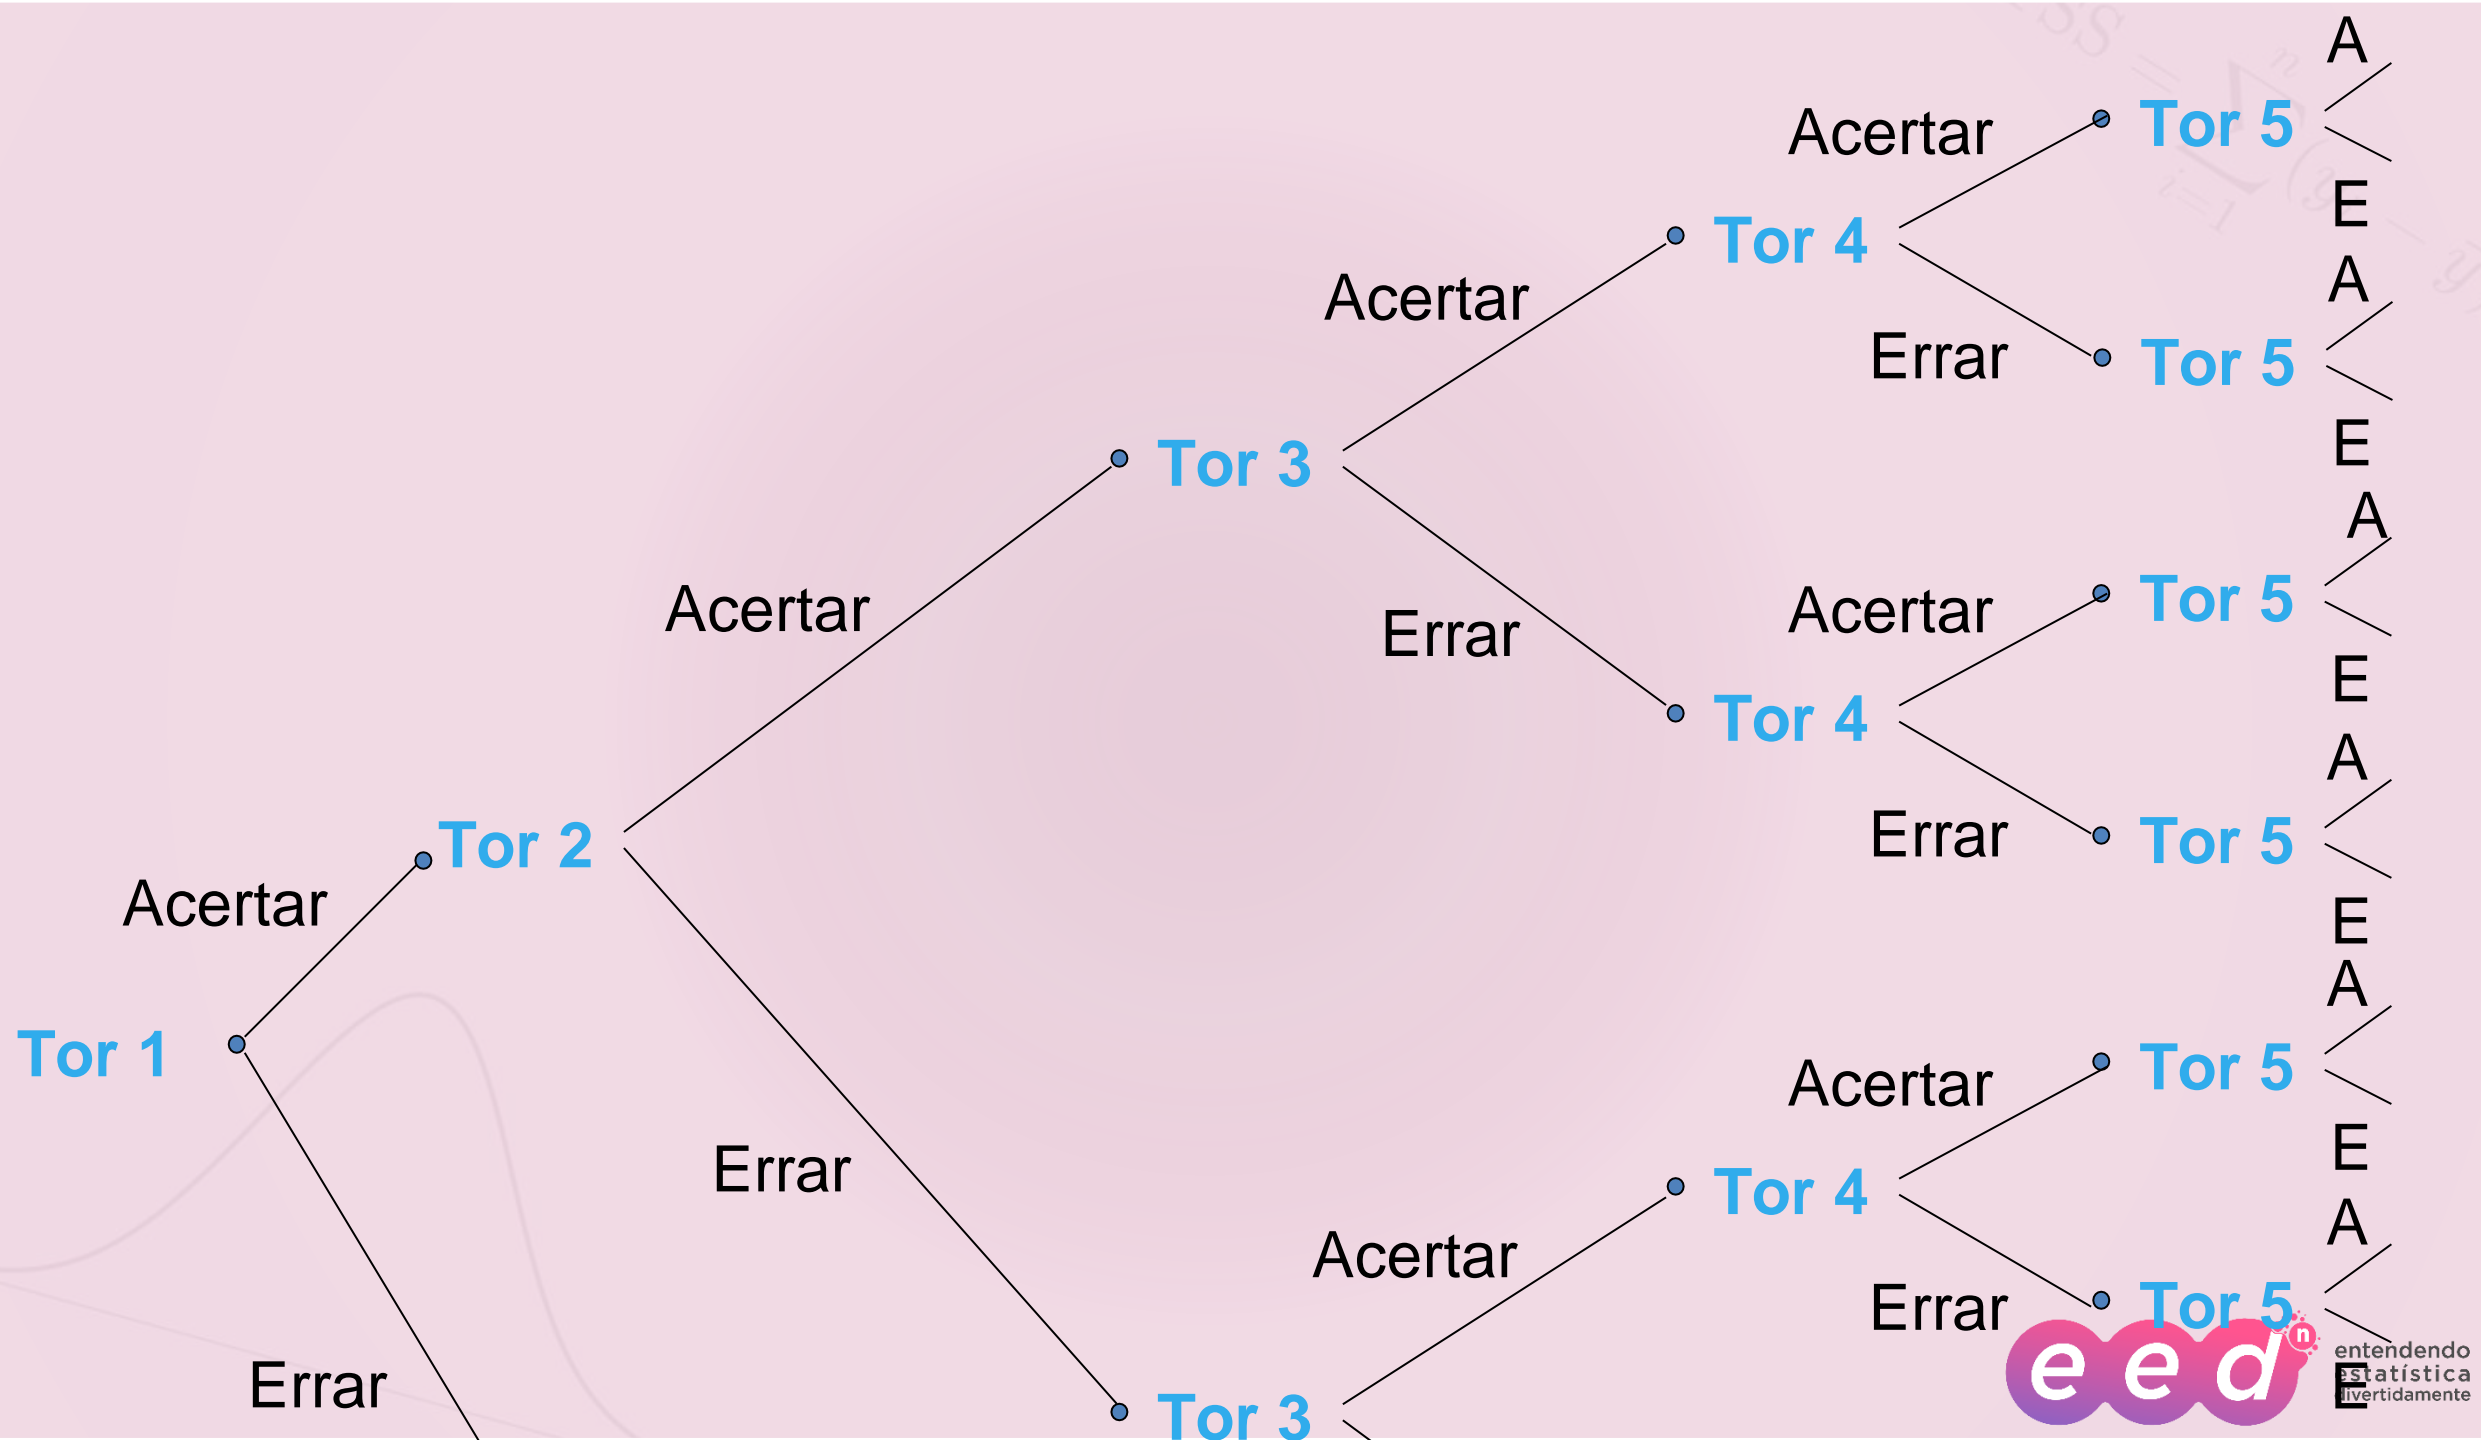 A
Acertar
Tor 5
E
Tor 4
A
Acertar
Errar
Tor 5
E
Tor 3
A
Acertar
Tor 5
Acertar
Errar
E
Tor 4
A
Errar
Tor 5
Tor 2
E
Acertar
A
Tor 1
Acertar
Tor 5
E
Errar
Tor 4
A
Acertar
Errar
Tor 5
E
Errar
Tor 3
eed
n
entendendo
estatística
divertidamente
SS = ∑
n
i=1
(y
− ȳ)